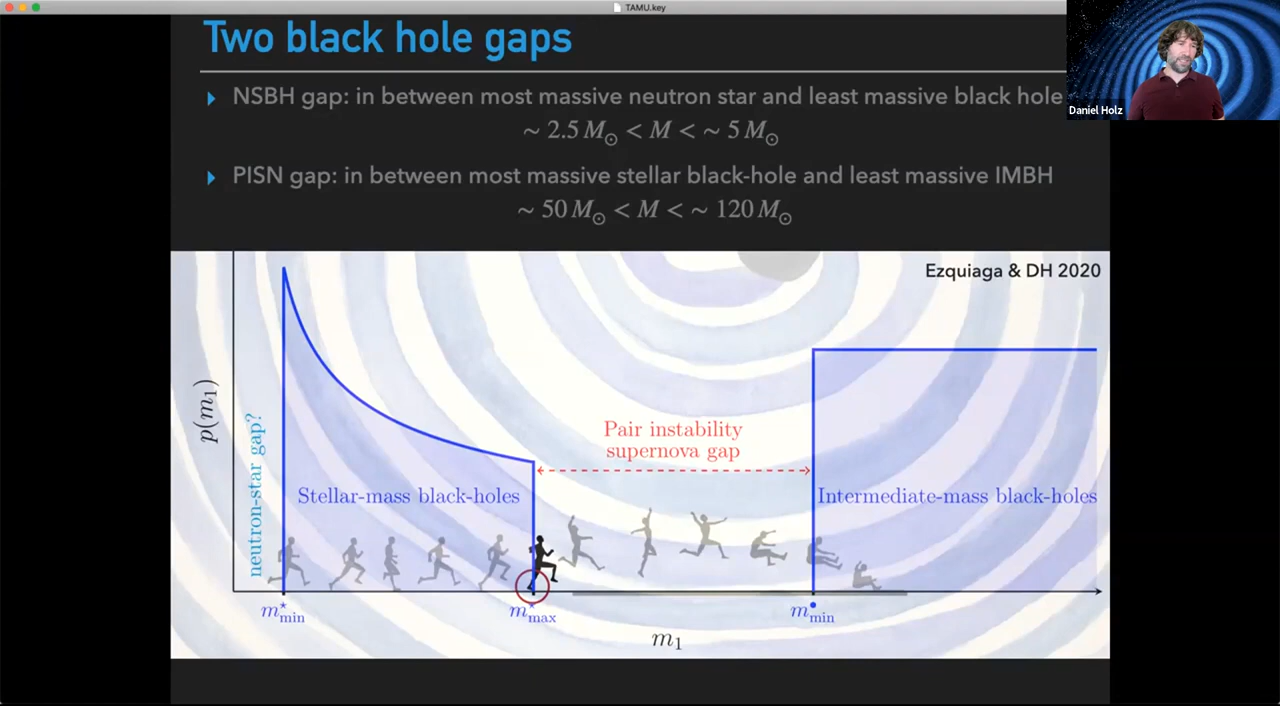 TAMU.key
Two black hole gaps
NSBH gap: in between most massive neutron star and least massive black hole
∼ 2.5 M⊙ < M < ∼ 5 M⊙
PISN gap: in between most massive stellar black-hole and least massive IMBH
∼ 50 M⊙ < M < ∼ 120 M⊙
Daniel Holz
Ezquiaga & DH 2020
p(m₁)
neutron-star gap?
Stellar-mass black-holes
Pair instability
supernova gap
Intermediate-mass black-holes
m*min
m*max
m•min
m₁